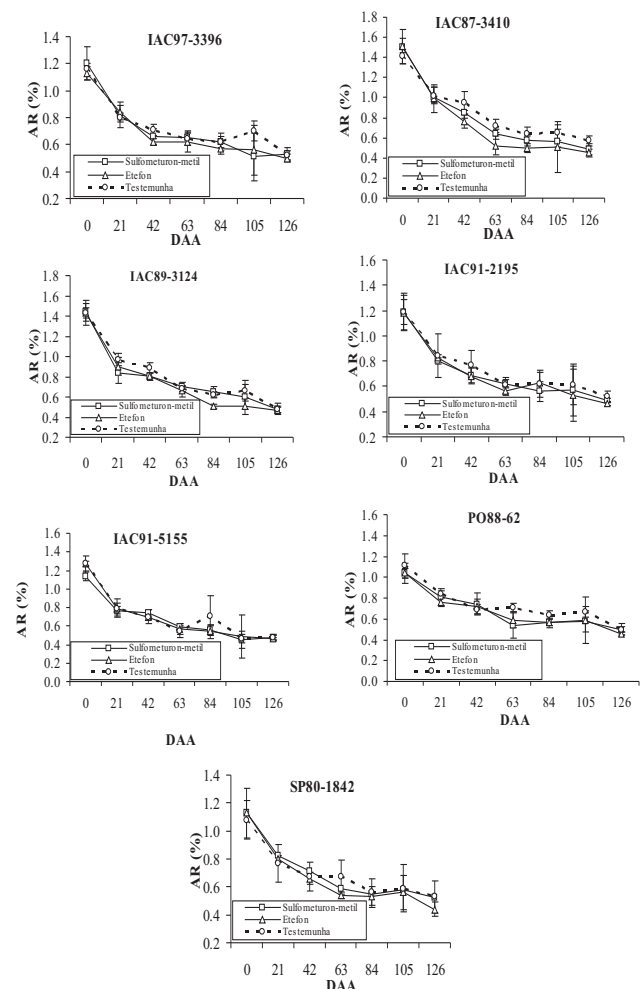 IAC97-3396
AR (%)
1.4
1.2
1.0
0.8
0.6
0.4
0.2
Sulfometuron-metil
Etefon
Testemunha
0 21 42 63 84 105 126
DAA
IAC87-3410
AR (%)
1.8
1.6
1.4
1.2
1.0
0.8
0.6
0.4
0.2
0.0
Sulfometuron-metil
Etefon
Testemunha
0 21 42 63 84 105 126
DAA
IAC89-3124
AR (%)
1.8
1.6
1.4
1.2
1.0
0.8
0.6
0.4
0.2
0.0
Sulfometuron-metil
Etefon
Testemunha
0 21 42 63 84 105 126
DAA
IAC91-2195
AR (%)
1.4
1.2
1.0
0.8
0.6
0.4
0.2
Sulfometuron-metil
Etefon
Testemunha
0 21 42 63 84 105 126
DAA
IAC91-5155
AR (%)
1.6
1.4
1.2
1.0
0.8
0.6
0.4
0.2
0.0
Sulfometuron-metil
Etefon
Testemunha
0 21 42 63 84 105 126
DAA
PO88-62
AR (%)
1.6
1.4
1.2
1.0
0.8
0.6
0.4
0.2
0.0
Sulfometuron-metil
Etefon
Testemunha
0 21 42 63 84 105 126
DAA
SP80-1842
AR (%)
1.4
1.2
1.0
0.8
0.6
0.4
0.2
Sulfometuron-metil
Etefon
Testemunha
0 21 42 63 84 105 126
DAA